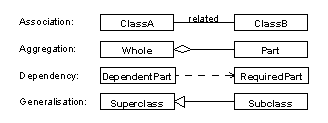 Association: ClassA related ClassB
Aggregation: Whole Part
Dependency: DependentPart RequiredPart
Generalisation: Superclass Subclass